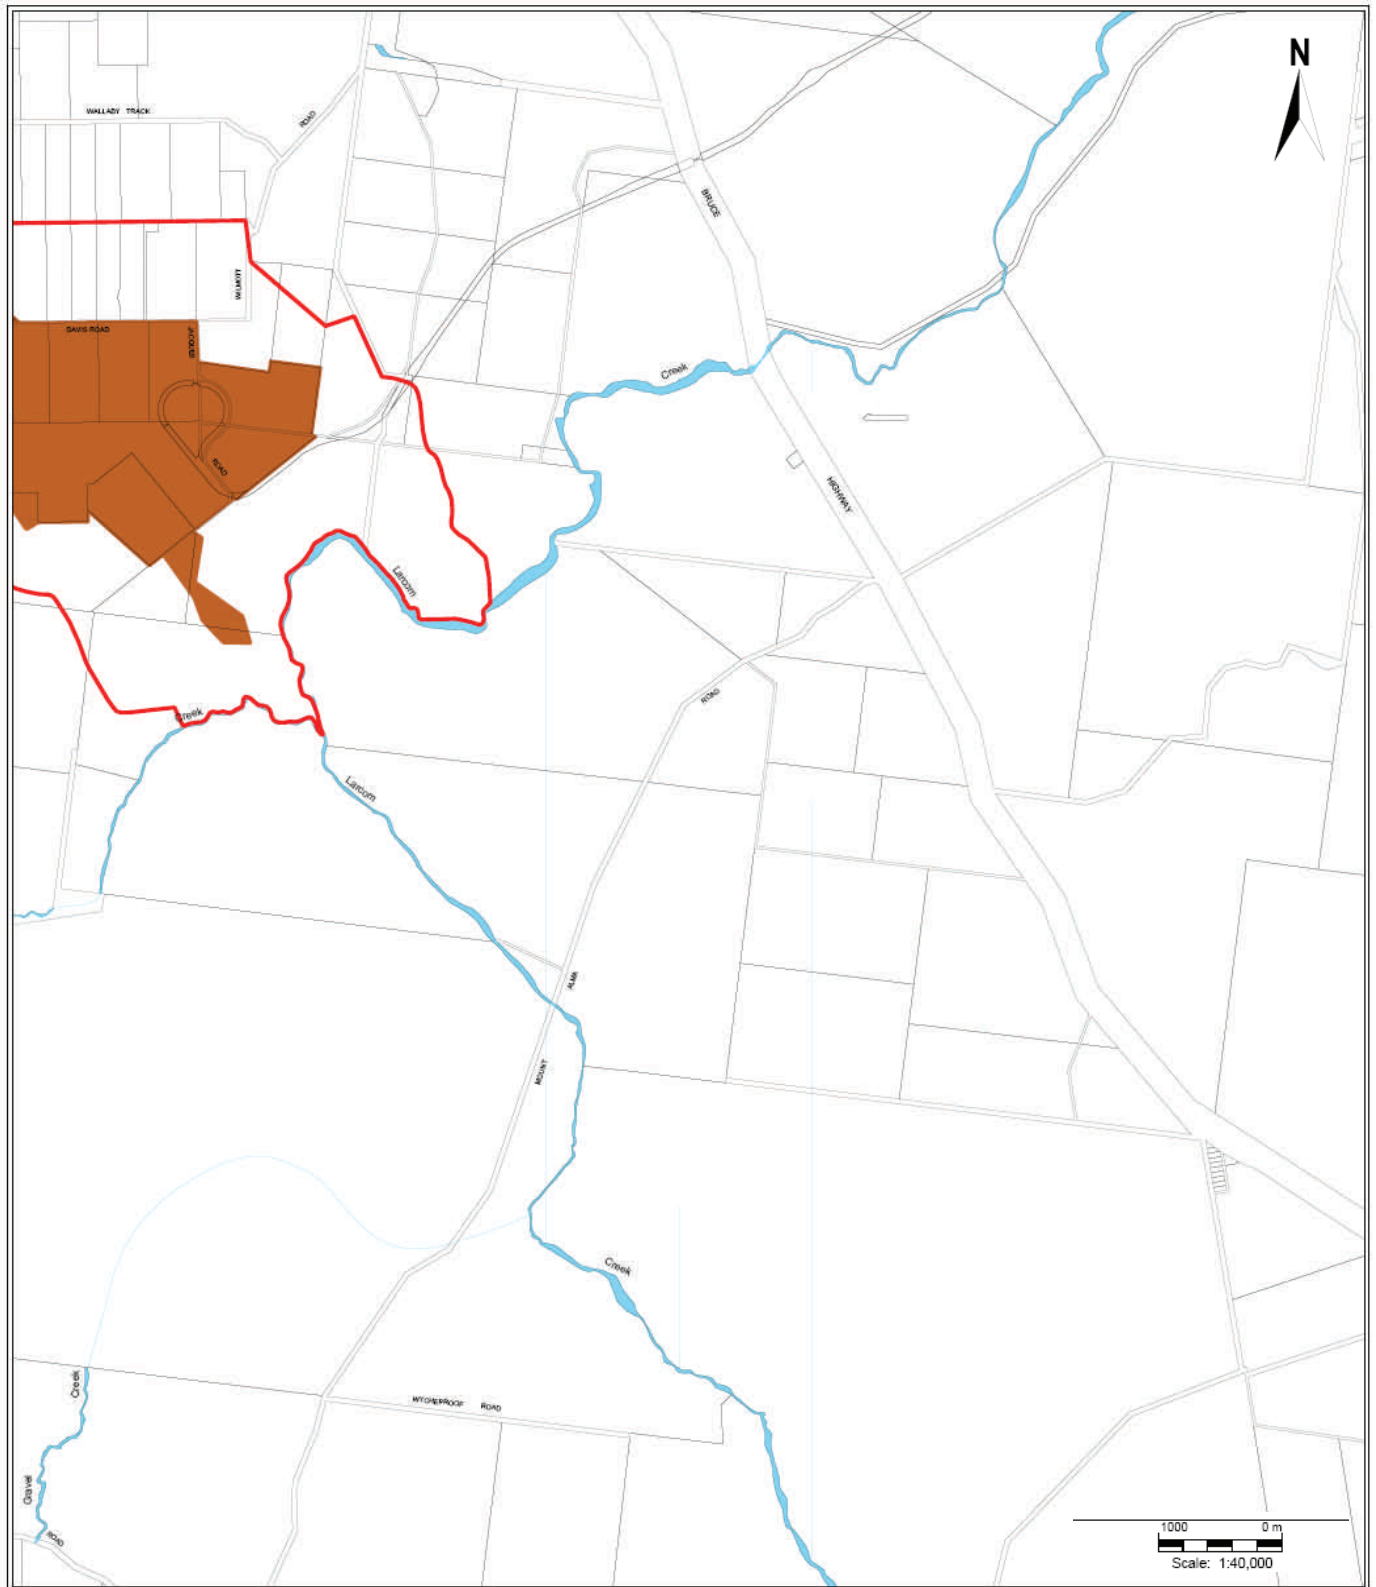 N
WALLABY TRACK
ROAD
BRUCE
WILMOTT
DAVIS ROAD
JACQUES
Creek
ROAD
HIGHWAY
Larcom
ROAD
Creek
Larcom
ALMA
MOUNT
Creek
Creek
WYCHEPROOF ROAD
Gravel
ROAD
1000 0 m
Scale: 1:40,000